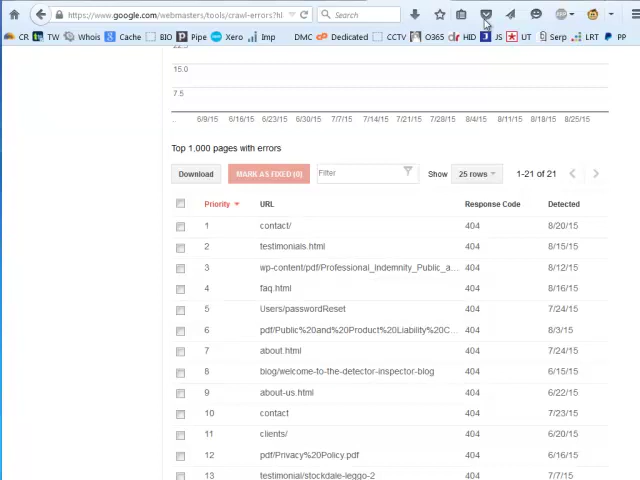 https://www.google.com/webmasters/tools/crawl-errors?hl
Search
CR TW Whois Cache BIO Pipe Xero Imp DMC Dedicated CCTV O365 HID JS UT Serp LRT PP
22.5
15.0
7.5
6/9/15 6/16/15 6/23/15 6/30/15 7/7/15 7/14/15 7/21/15 7/28/15 8/4/15 8/11/15 8/18/15 8/25/15
Top 1,000 pages with errors
Download MARK AS FIXED (0) Filter Show 25 rows 1-21 of 21
Priority URL Response Code Detected
1 contact/ 404 8/20/15
2 testimonials.html 404 8/15/15
3 wp-content/pdf/Professional_Indemnity_Public_a... 404 8/12/15
4 faq.html 404 8/16/15
5 Users/passwordReset 404 7/24/15
6 pdf/Public%20and%20Product%20Liability%20C... 404 8/3/15
7 about.html 404 7/24/15
8 blog/welcome-to-the-detector-inspector-blog 404 6/15/15
9 about-us.html 404 6/22/15
10 contact 404 7/23/15
11 clients/ 404 6/20/15
12 pdf/Privacy%20Policy.pdf 404 6/16/15
13 testimonial/stockdale-leggo-2 404 7/7/15